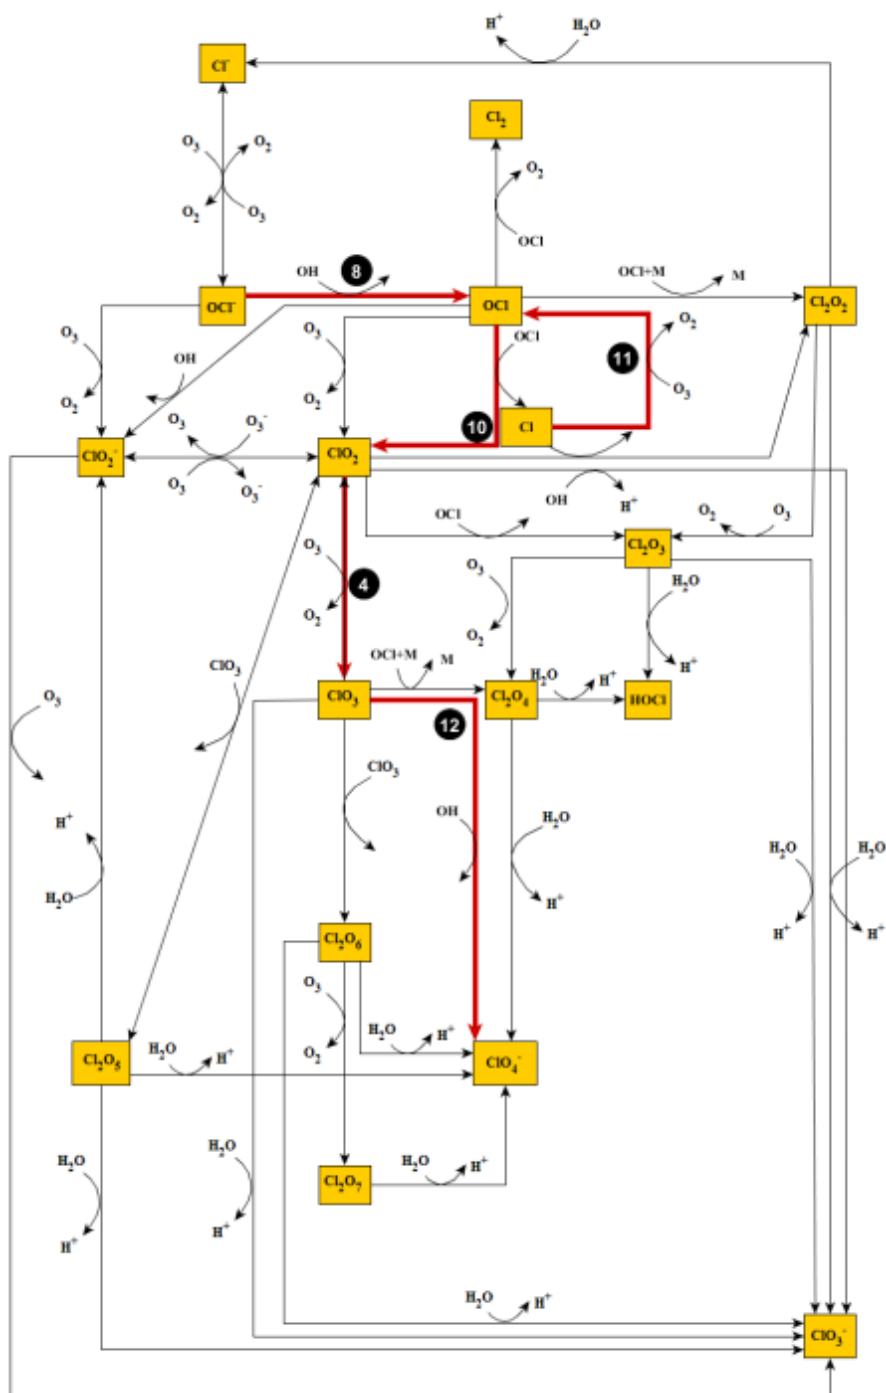 H⁺ H₂O
Cl⁻
Cl₂
O₃ O₂
O₂ O₃
O₂
OCl
OH 8
OCl+M M
OCl⁻ OCl Cl₂O₂
O₃ O₂
OH
O₃ O₂
OCl
11
O₂ O₃
10 Cl
ClO₂⁻ O₃ O₃⁻ O₃ O₃⁻ ClO₂
OH H⁺
OCl
O₂ O₃
Cl₂O₃
O₃ O₂ 4
O₃ O₂
H₂O H⁺
ClO₃
OCl+M M
H₂O H⁺
ClO₃ Cl₂O₄ HOCl
O₃
12
ClO₃
OH
H₂O H⁺
H⁺ H₂O
H₂O H⁺
H₂O H⁺
Cl₂O₆
O₃ O₂
H₂O H⁺
Cl₂O₅
H₂O H⁺
ClO₄⁻
H₂O H⁺
H₂O H⁺
Cl₂O₇
H₂O H⁺
H₂O H⁺
ClO₃⁻